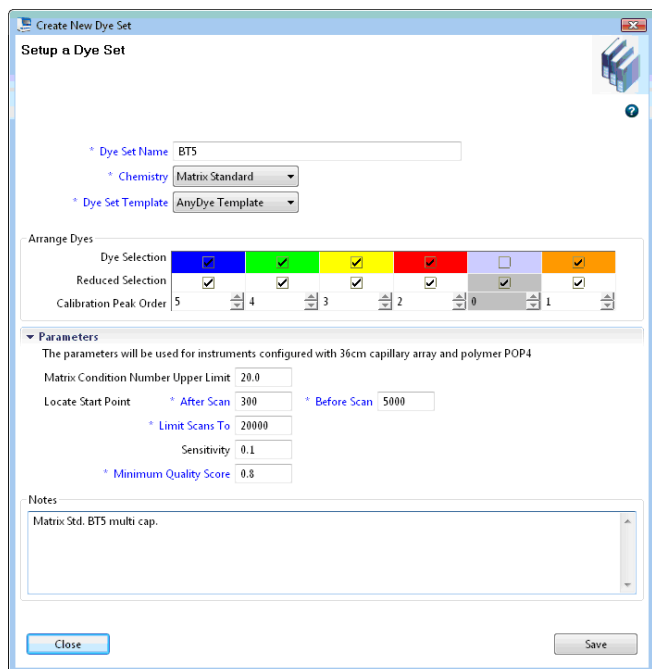 Create New Dye Set
Setup a Dye Set
?
* Dye Set Name BT5
* Chemistry Matrix Standard
* Dye Set Template AnyDye Template
Arrange Dyes
Dye Selection
Reduced Selection
Calibration Peak Order 5 4 3 2 0 1
Parameters
The parameters will be used for instruments configured with 36cm capillary array and polymer POP4
Matrix Condition Number Upper Limit 20.0
Locate Start Point * After Scan 300 * Before Scan 5000
* Limit Scans To 20000
Sensitivity 0.1
* Minimum Quality Score 0.8
Notes
Matrix Std. BT5 multi cap.
Close Save